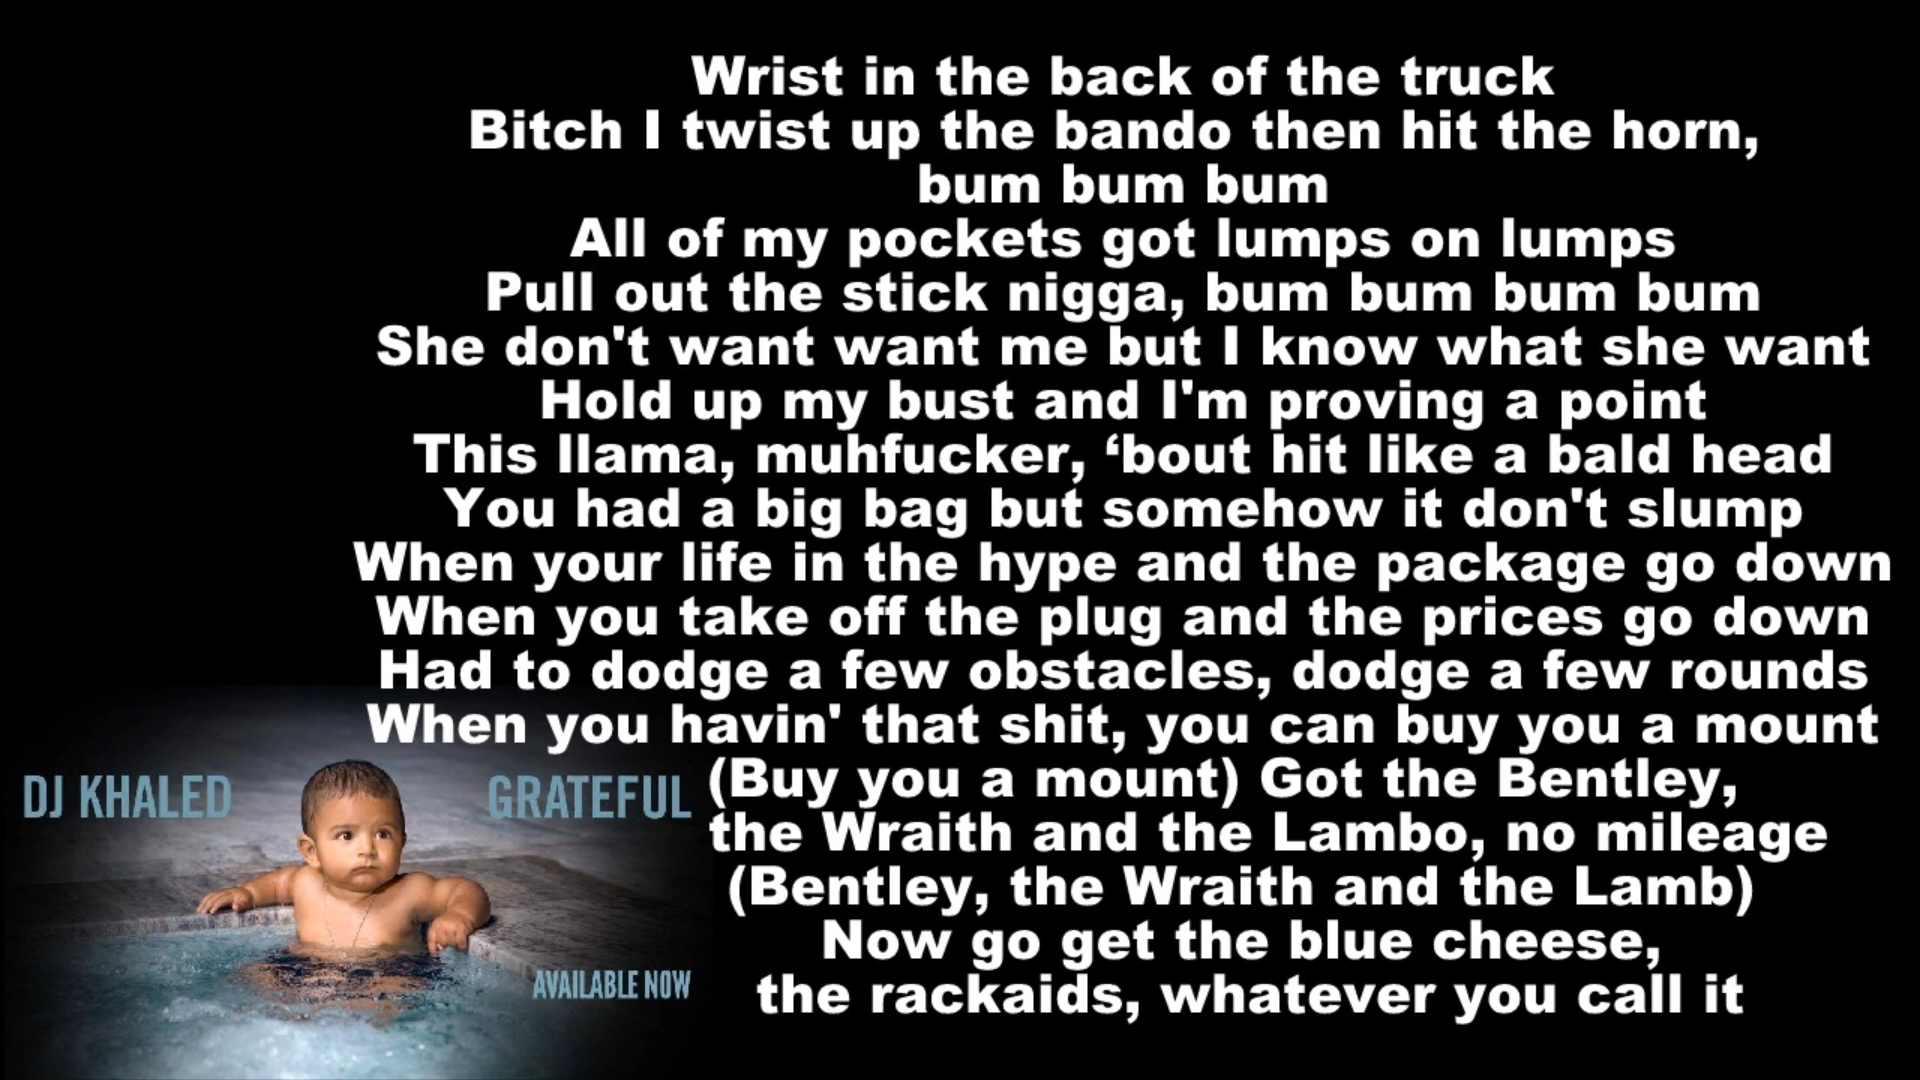 Wrist in the back of the truck
Bitch I twist up the bando then hit the horn,
bum bum bum
All of my pockets got lumps on lumps
Pull out the stick nigga, bum bum bum bum
She don't want want me but I know what she want
Hold up my bust and I'm proving a point
This llama, muhfucker, ‘bout hit like a bald head
You had a big bag but somehow it don't slump
When your life in the hype and the package go down
When you take off the plug and the prices go down
Had to dodge a few obstacles, dodge a few rounds
When you havin' that shit, you can buy you a mount
(Buy you a mount) Got the Bentley,
the Wraith and the Lambo, no mileage
(Bentley, the Wraith and the Lamb)
Now go get the blue cheese,
the rackaids, whatever you call it
DJ KHALED
GRATEFUL
AVAILABLE NOW